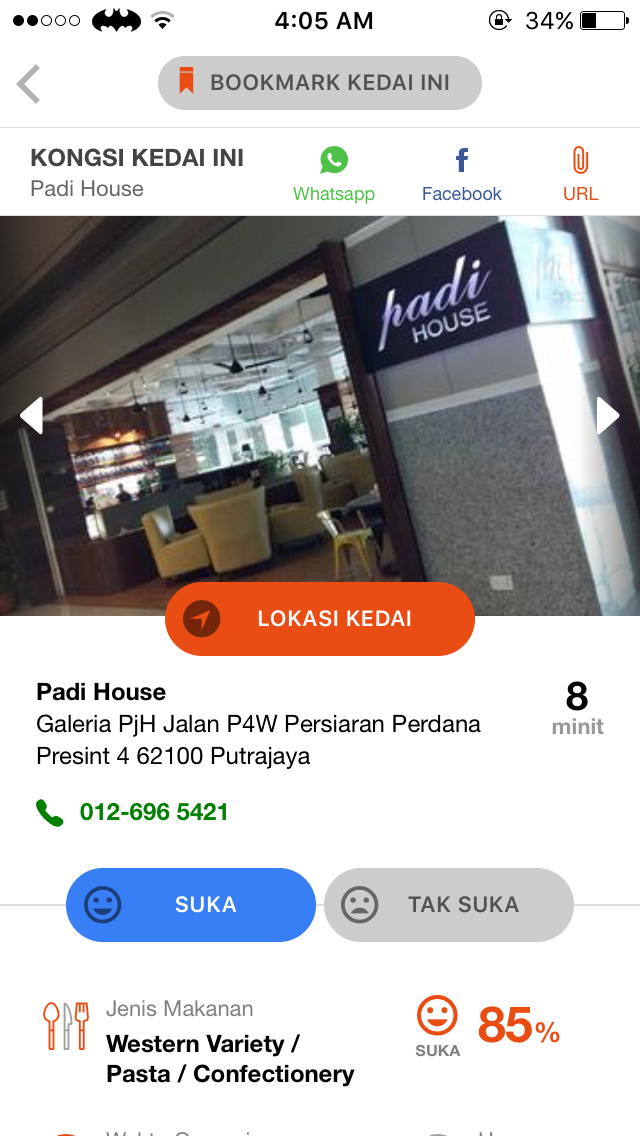 4:05 AM
34%
BOOKMARK KEDAI INI
KONGSI KEDAI INI
Padi House
Whatsapp
Facebook
URL
padi
HOUSE
LOKASI KEDAI
Padi House
Galeria PjH Jalan P4W Persiaran Perdana
Presint 4 62100 Putrajaya
8
minit
012-696 5421
SUKA
TAK SUKA
Jenis Makanan
Western Variety /
Pasta / Confectionery
SUKA
85%